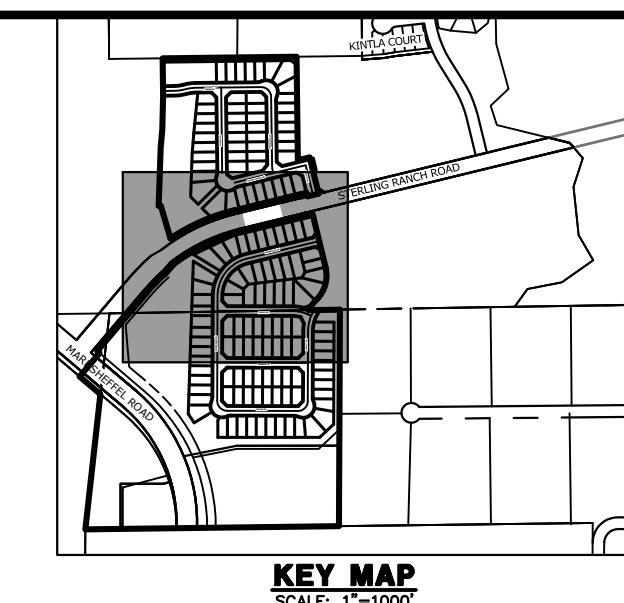 KINTLA COURT
STERLING RANCH ROAD
MARKSHEFFEL ROAD
KEY MAP
SCALE: 1"=1000'